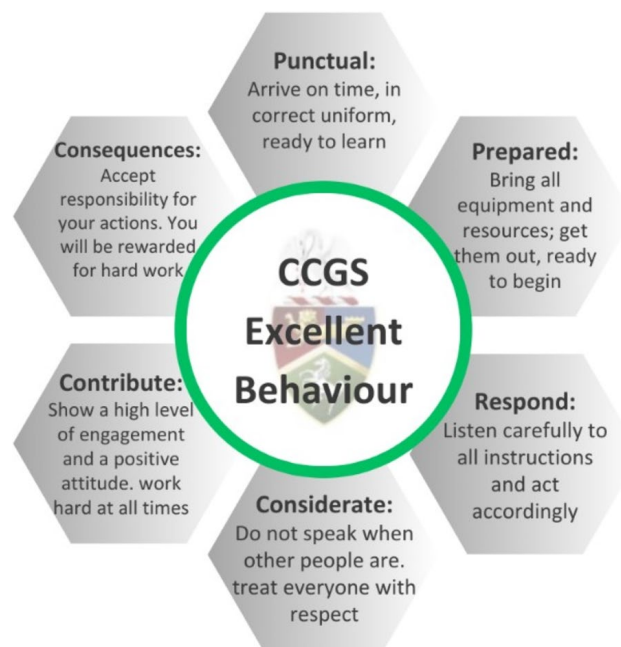 Punctual:
Arrive on time, in
correct uniform,
ready to learn
Prepared:
Bring all
equipment and
resources; get
them out, ready
to begin
Respond:
Listen carefully to
all instructions
and act
accordingly
Considerate:
Do not speak when
other people are.
treat everyone with
respect
Contribute:
Show a high level
of engagement
and a positive
attitude. work
hard at all times
Consequences:
Accept
responsibility for
your actions. You
will be rewarded
for hard work
CCGS
Excellent
Behaviour